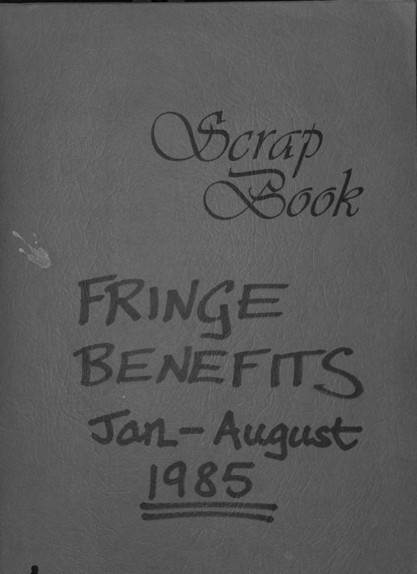 Scrap
Book
FRINGE
BENEFITS
Jan-August
1985